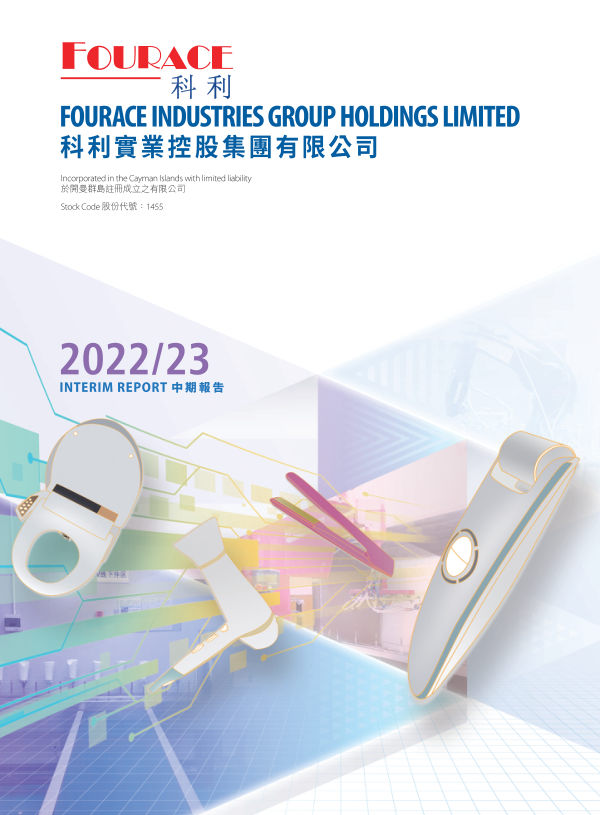 FOURACE
科利
FOURACE INDUSTRIES GROUP HOLDINGS LIMITED
科利實業控股集團有限公司
Incorporated in the Cayman Islands with limited liability
於開曼群島註冊成立之有限公司
Stock Code 股份代號：1455
2022/23
INTERIM REPORT 中期報告